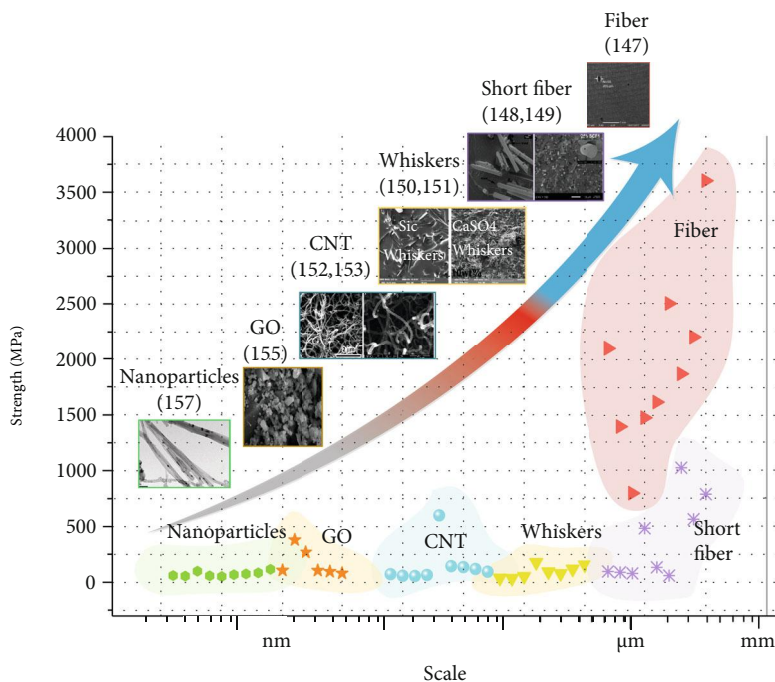 Fiber
(147)
Short fiber
(148,149)
Whiskers
(150,151)
Sic
Whiskers
CaSO4
Whiskers
CNT
(152,153)
GO
(155)
Nanoparticles
(157)
Strength (MPa)
4000
3500
3000
2500
2000
1500
1000
500
0
Fiber
Nanoparticles
GO
CNT
Whiskers
Short
fiber
nm
μm
mm
Scale